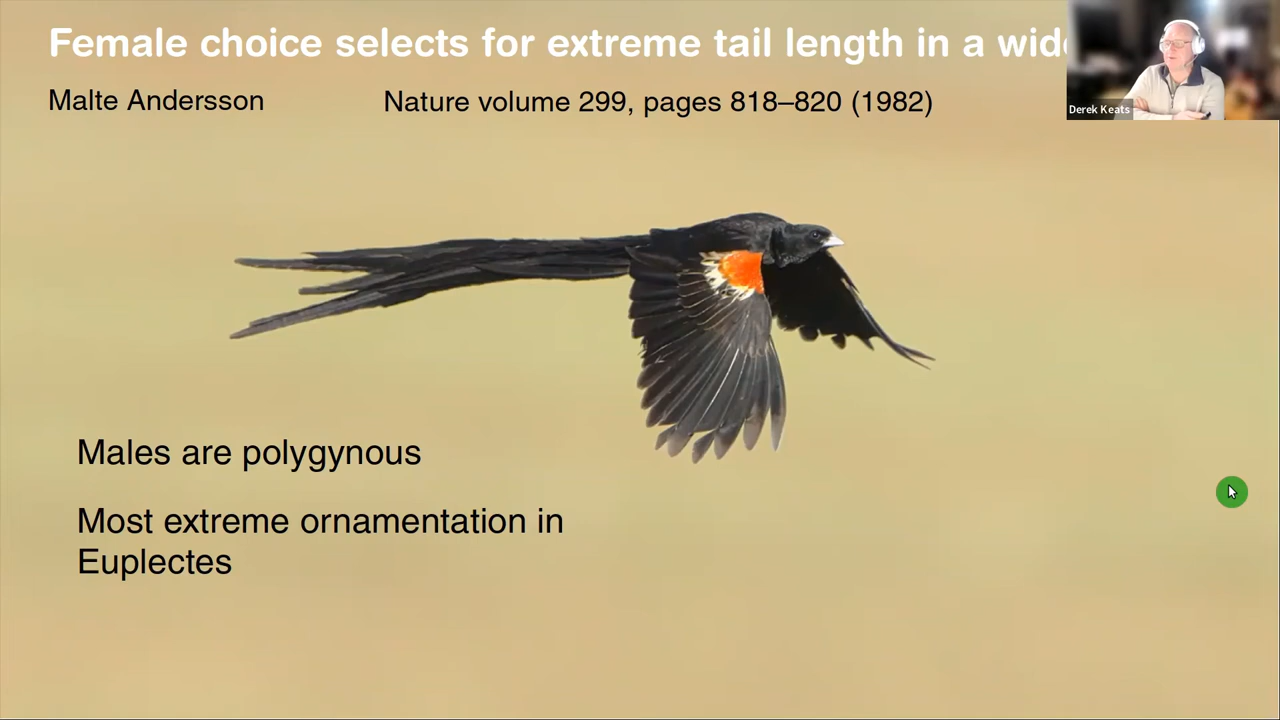 Female choice selects for extreme tail length in a
Malte Andersson
Nature volume 299, pages 818–820 (1982)
Derek Keats
Males are polygynous
Most extreme ornamentation in
Euplectes